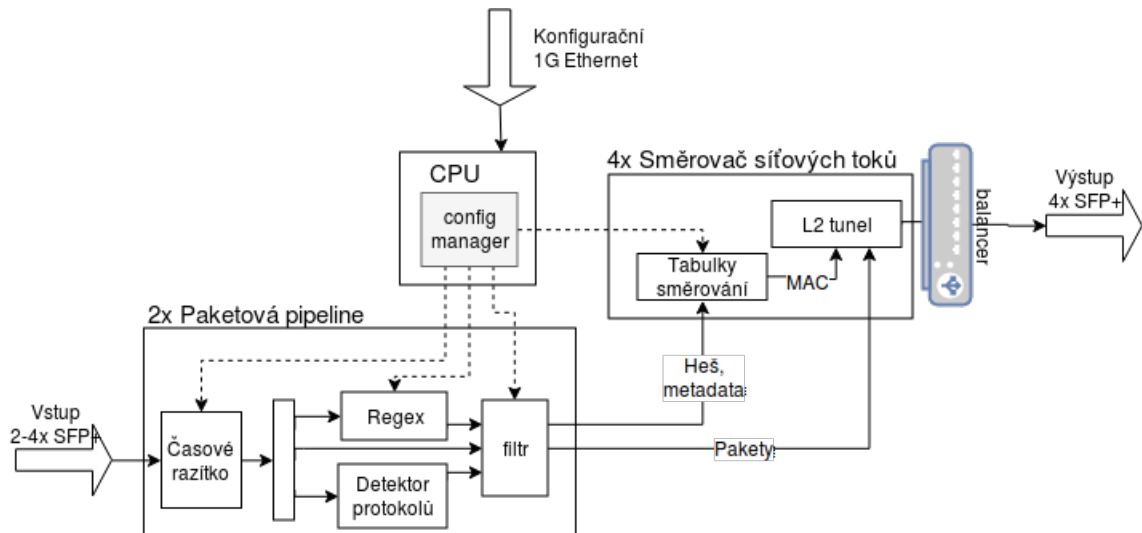 Konfigurační
1G Ethernet
CPU
config
manager
4x Směrovač síťových toků
L2 tunel
Tabulky
směrování
MAC
balancer
Výstup
4x SFP+
2x Paketová pipeline
Vstup
2-4x SFP+
Časové
razítko
Regex
Detektor
protokolů
filtr
Heš,
metadata
Pakety